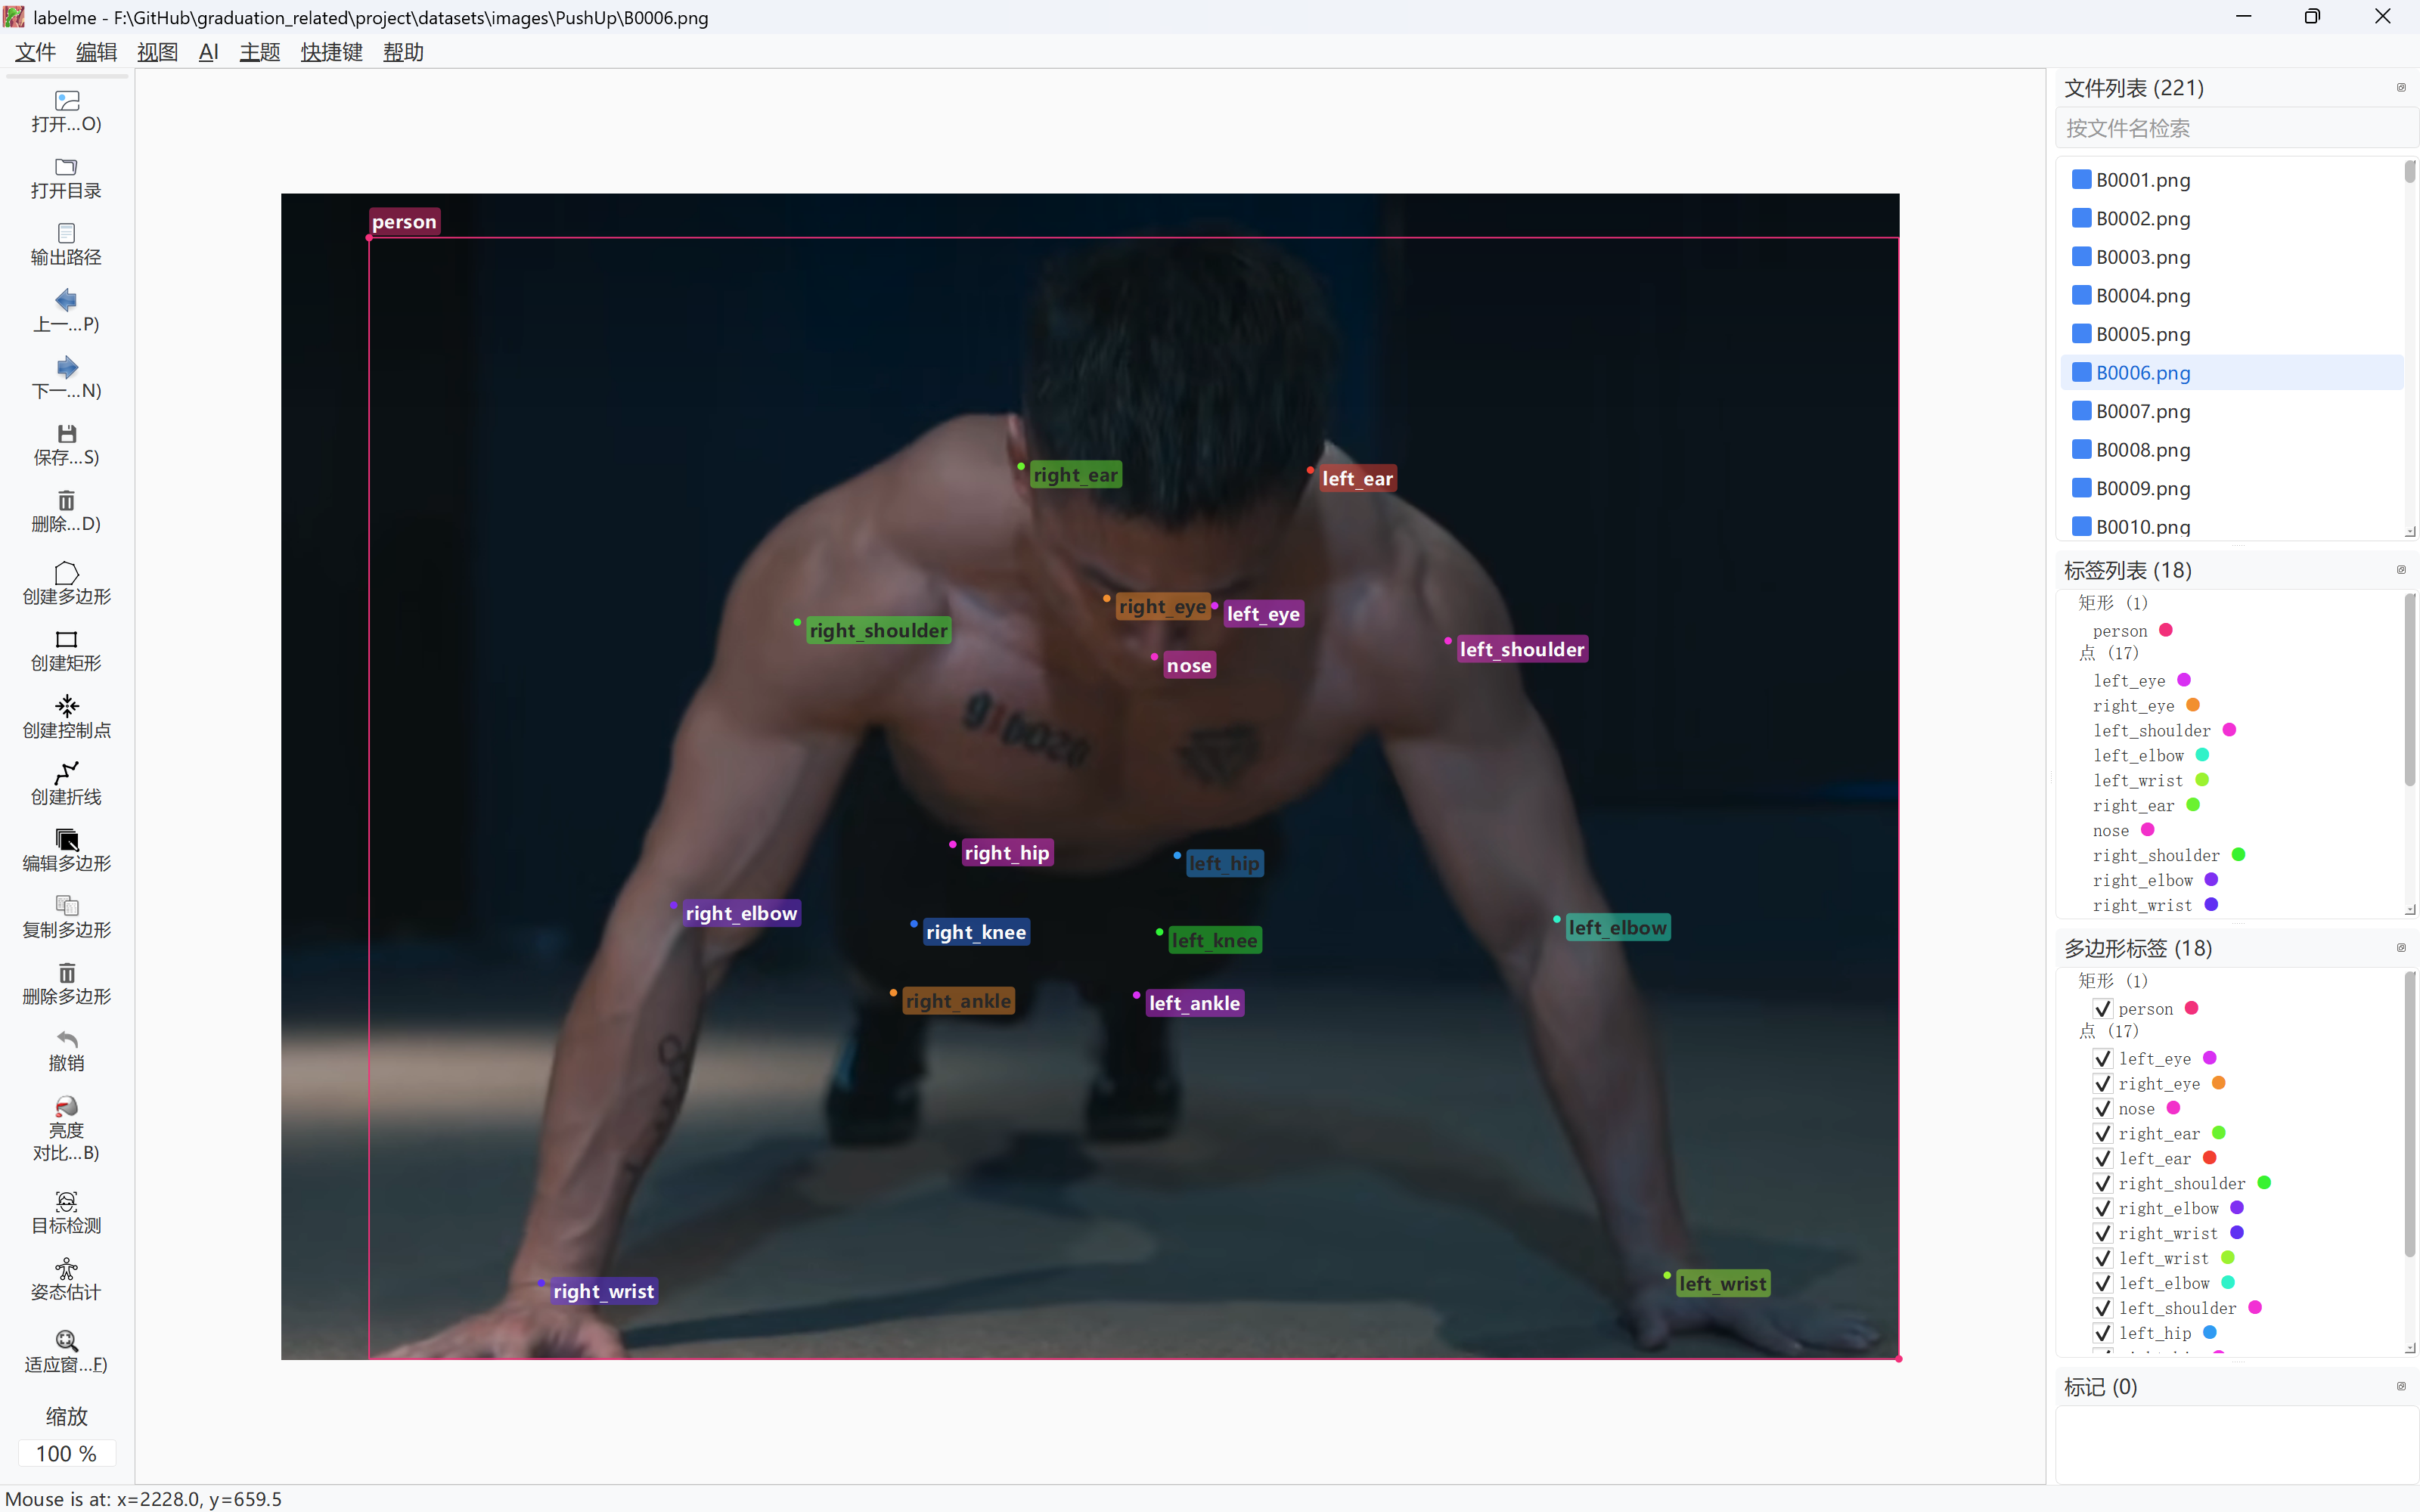 labelme - F:\GitHub\graduation_related\project\datasets\images\PushUp\B0006.png
文件 编辑 视图 AI 主题 快捷键 帮助
打开...O)
打开目录
输出路径
上一...P)
下一...N)
保存...S)
删除...D)
创建多边形
创建矩形
创建控制点
创建折线
编辑多边形
复制多边形
删除多边形
撤销
亮度
对比...B)
目标检测
姿态估计
适应窗...F)
缩放
100 %
person
right_ear
left_ear
right_eye
left_eye
right_shoulder
left_shoulder
nose
right_hip
left_hip
right_elbow
right_knee
left_knee
left_elbow
right_ankle
left_ankle
right_wrist
left_wrist
文件列表 (221)
按文件名检索
B0001.png
B0002.png
B0003.png
B0004.png
B0005.png
B0006.png
B0007.png
B0008.png
B0009.png
B0010.png
标签列表 (18)
矩形 (1)
person
点 (17)
left_eye
right_eye
left_shoulder
left_elbow
left_wrist
right_ear
nose
right_shoulder
right_elbow
right_wrist
多边形标签 (18)
矩形 (1)
person
点 (17)
left_eye
right_eye
nose
right_ear
left_ear
right_shoulder
right_elbow
right_wrist
left_wrist
left_elbow
left_shoulder
left_hip
标记 (0)
Mouse is at: x=2228.0, y=659.5